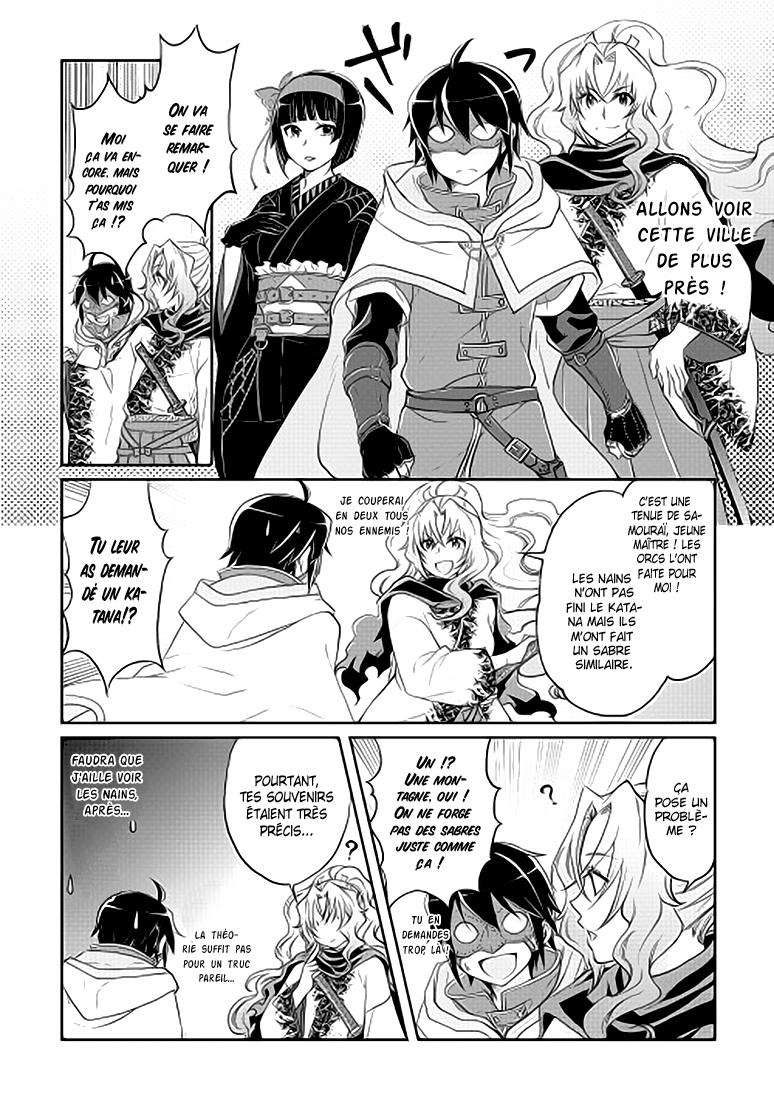 ALLONS VOIR
CETTE VILLE
DE PLUS
PRÈS !
ON VA
SE FAIRE
REMAR-
QUER !
MOI
ÇA VA EN-
CORE, MAIS
POURQUOI
T'AS MIS
ÇA !?
C'EST UNE
TENUE DE SA-
MOURAÏ, JEUNE
MAÎTRE ! LES
ORCS L'ONT
FAITE POUR
MOI !
LES NAINS
N'ONT PAS
FINI LE KATA-
NA MAIS ILS
M'ONT FAIT
UN SABRE
SIMILAIRE.
JE COUPERAI
EN DEUX TOUS
NOS ENNEMIS !
TU LEUR
AS DEMAN-
DÉ UN KA-
TANA!?
ÇA
POSE UN
PROBLÈ-
ME ?
UN !?
UNE MON-
TAGNE, OUI !
ON NE FORGE
PAS DES SABRES
JUSTE COMME
ÇA !
TU EN
DEMANDES
TROP, LÀ !
POURTANT,
TES SOUVENIRS
ÉTAIENT TRÈS
PRÉCIS...
LA THÉO-
RIE SUFFIT PAS
POUR UN TRUC
PAREIL...
FAUDRA QUE
J'AILLE VOIR
LES NAINS,
APRÈS...